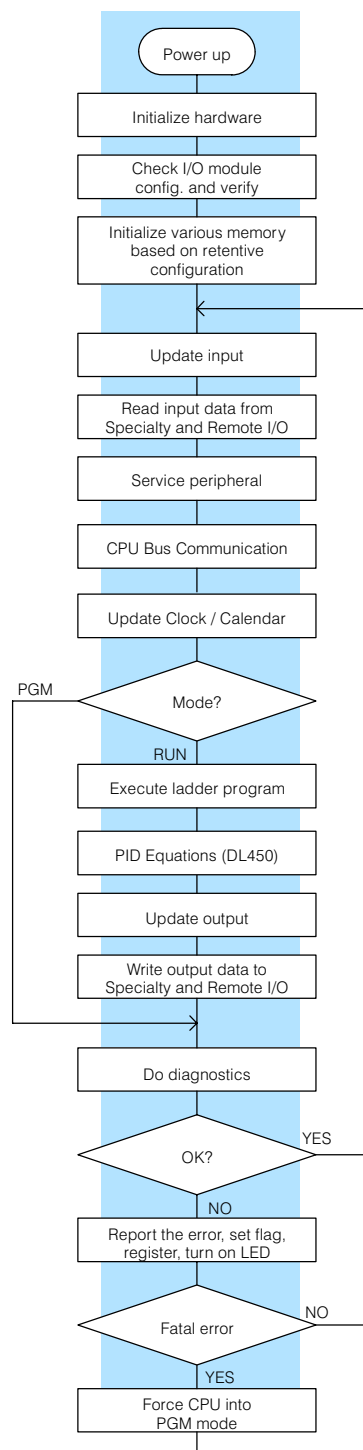 Power up
Initialize hardware
Check I/O module
config. and verify
Initialize various memory
based on retentive
configuration
Update input
Read input data from
Specialty and Remote I/O
Service peripheral
CPU Bus Communication
Update Clock / Calendar
PGM
Mode?
RUN
Execute ladder program
PID Equations (DL450)
Update output
Write output data to
Specialty and Remote I/O
Do diagnostics
YES
OK?
NO
Report the error, set flag,
register, turn on LED
NO
Fatal error
YES
Force CPU into
PGM mode